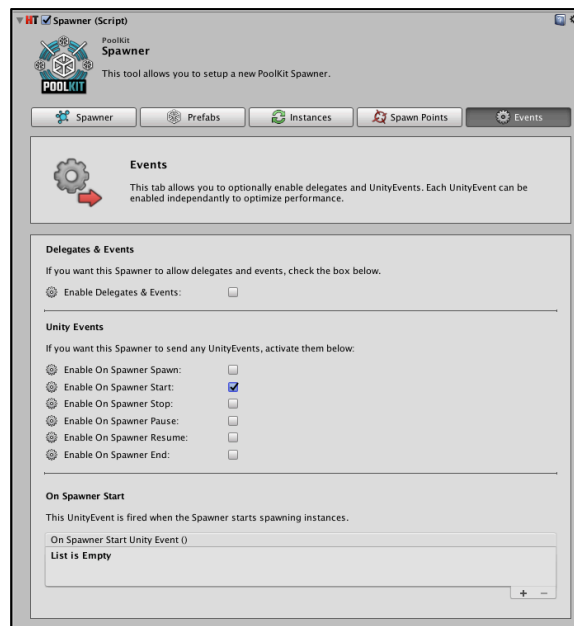 HT Spawner (Script)
PoolKit
Spawner
This tool allows you to setup a new PoolKit Spawner.
POOLKIT
Spawner Prefabs Instances Spawn Points Events
Events
This tab allows you to optionally enable delegates and UnityEvents. Each UnityEvent can be
enabled independantly to optimize performance.
Delegates & Events
If you want this Spawner to allow delegates and events, check the box below.
Enable Delegates & Events:
Unity Events
If you want this Spawner to send any UnityEvents, activate them below:
Enable On Spawner Spawn:
Enable On Spawner Start:
Enable On Spawner Stop:
Enable On Spawner Pause:
Enable On Spawner Resume:
Enable On Spawner End:
On Spawner Start
This UnityEvent is fired when the Spawner starts spawning instances.
On Spawner Start Unity Event ()
List is Empty
+ −